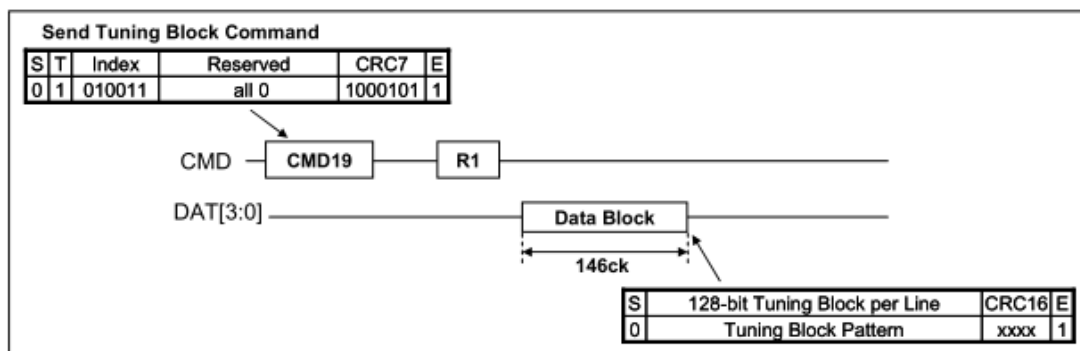 Send Tuning Block Command
S T Index Reserved CRC7 E
0 1 010011 all 0 1000101 1
CMD CMD19 R1
DAT[3:0] Data Block
146ck
S 128-bit Tuning Block per Line CRC16 E
0 Tuning Block Pattern xxxx 1